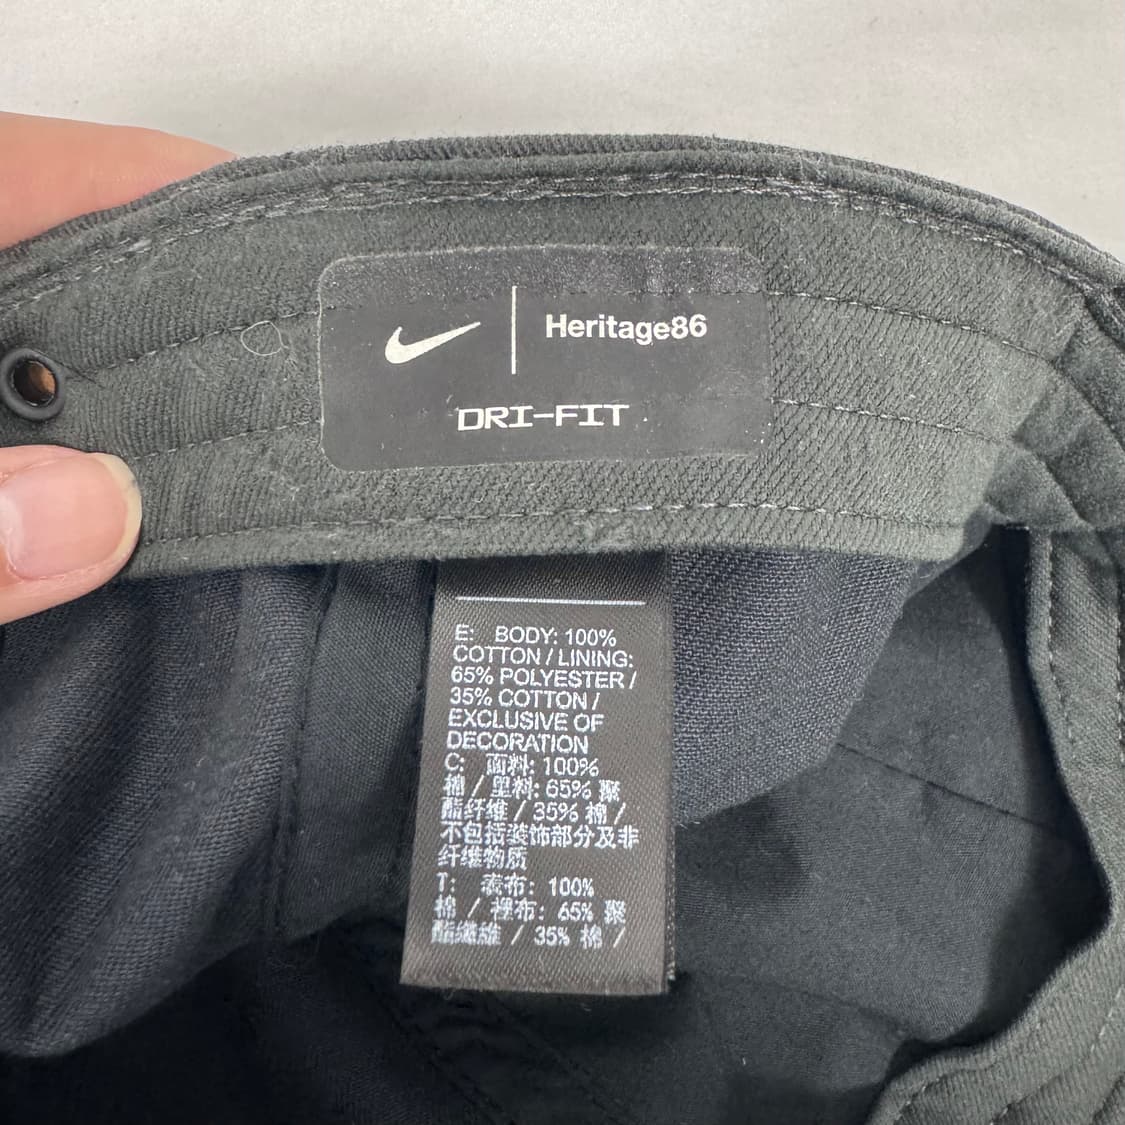 Heritage86
DRI-FIT
E: BODY: 100%
COTTON / LINING:
65% POLYESTER /
35% COTTON /
EXCLUSIVE OF
DECORATION
C: 面料: 100%
棉 / 里料: 65% 聚
酯纤维 / 35% 棉 /
不包括装饰部分及非
纤维物质
T: 表布: 100%
棉 / 裡布: 65% 聚
酯纖維 / 35% 棉 /